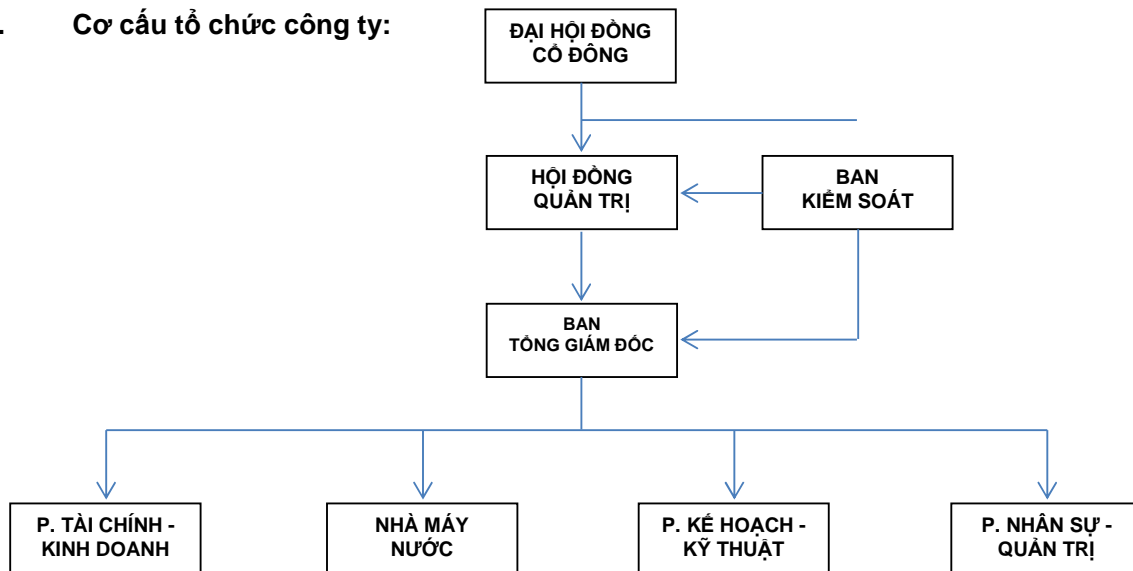 . Cơ cấu tổ chức công ty:
ĐẠI HỘI ĐỒNG
CỔ ĐÔNG
HỘI ĐỒNG
QUẢN TRỊ
BAN
KIỂM SOÁT
BAN
TỔNG GIÁM ĐỐC
P. TÀI CHÍNH -
KINH DOANH
NHÀ MÁY
NƯỚC
P. KẾ HOẠCH -
KỸ THUẬT
P. NHÂN SỰ -
QUẢN TRỊ